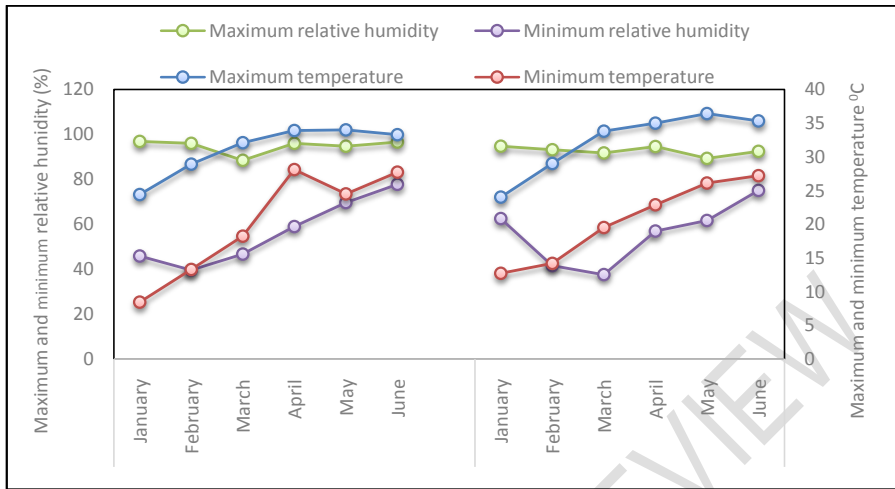 Maximum relative humidity
Minimum relative humidity
Maximum temperature
Minimum temperature
Maximum and minimum relative hunidity (%)
120
100
80
60
40
20
0
40
35
30
25
20
15
10
5
0
Maximum and minimum temperature ⁰C
January
February
March
April
May
June
January
February
March
April
May
June